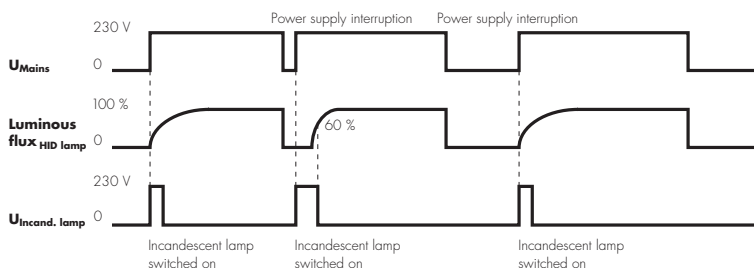 Power supply interruption Power supply interruption
230 V
UMains
0
100 %
Luminous
flux HID lamp 0
60 %
230 V
UIncand. lamp 0
Incandescent lamp
switched on
Incandescent lamp
switched on
Incandescent lamp
switched on